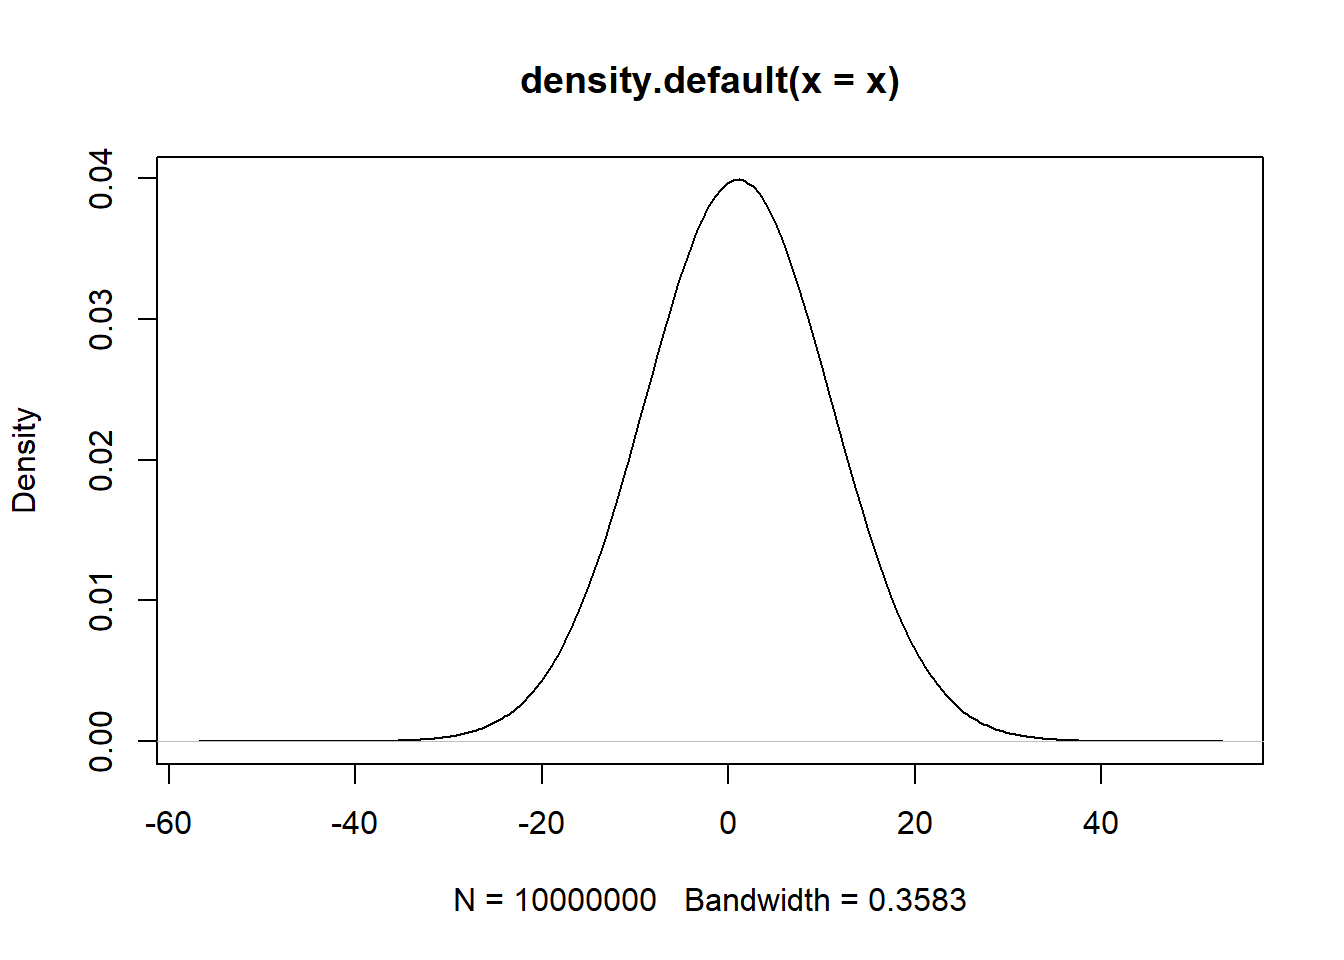 density.default(x = x)
Density
0.04
0.03
0.02
0.01
0.00
-60 -40 -20 0 20 40
N = 10000000 Bandwidth = 0.3583